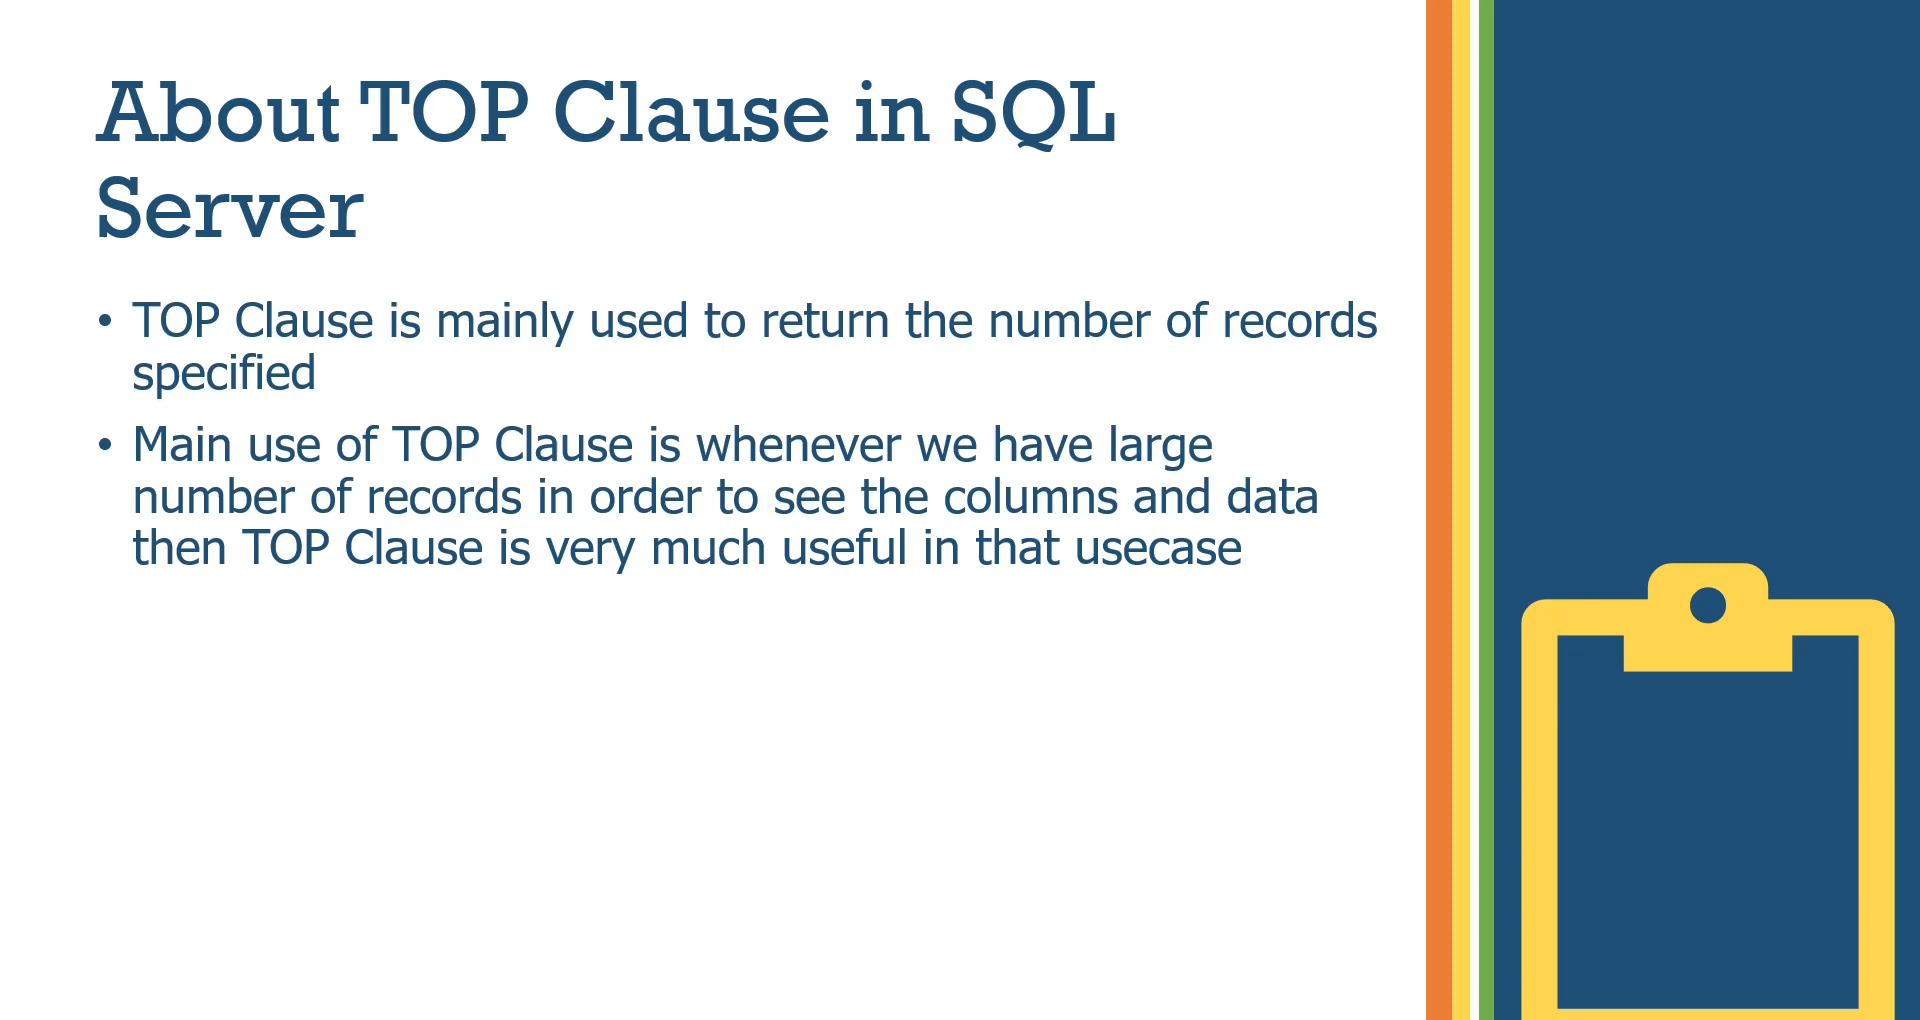 About TOP Clause in SQL
Server
• TOP Clause is mainly used to return the number of records
specified
• Main use of TOP Clause is whenever we have large
number of records in order to see the columns and data
then TOP Clause is very much useful in that usecase